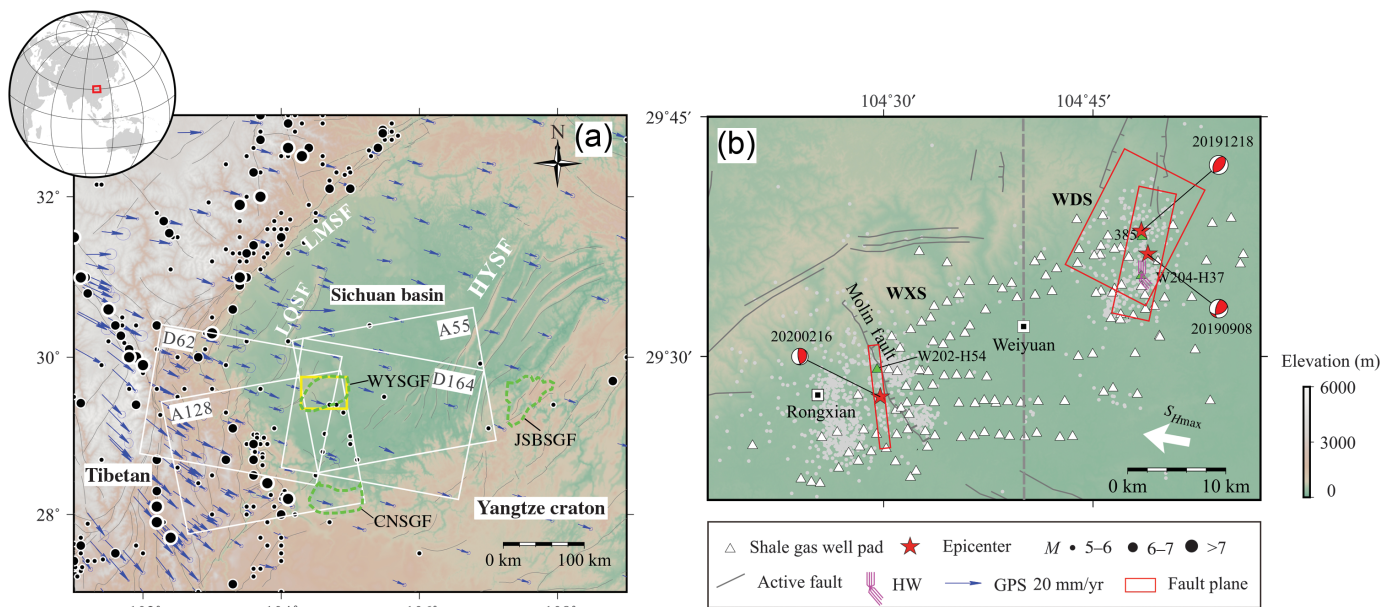 (a)
N
32°
30°
28°
LMSF
LQSF
HYSF
Sichuan basin
A55
D62
D164
A128
WYSGF
JSBSGF
CNSGF
Tibetan
Yangtze craton
0 km 100 km
104°30'
104°45'
29°45'
29°30'
(b)
20191218
WDS
385
W204-H37
20190908
WXS
Molin fault
20200216
W202-H54
Weiyuan
Rongxian
SHmax
0 km 10 km
Elevation (m)
6000
3000
0
Shale gas well pad
Epicenter
M 5–6 6–7 >7
Active fault
HW
GPS 20 mm/yr
Fault plane